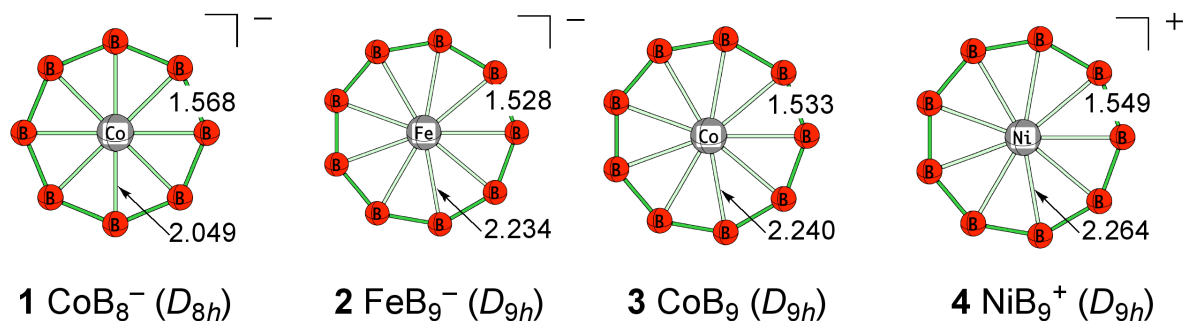 B B B B B B B B Co 1.568 2.049 ⌉ −
B B B B B B B B B Fe 1.528 2.234 ⌉ −
B B B B B B B B B Co 1.533 2.240
B B B B B B B B B Ni 1.549 2.264 ⌉ +
1 CoB₈⁻ (D₈ₕ)
2 FeB₉⁻ (D₉ₕ)
3 CoB₉ (D₉ₕ)
4 NiB₉⁺ (D₉ₕ)